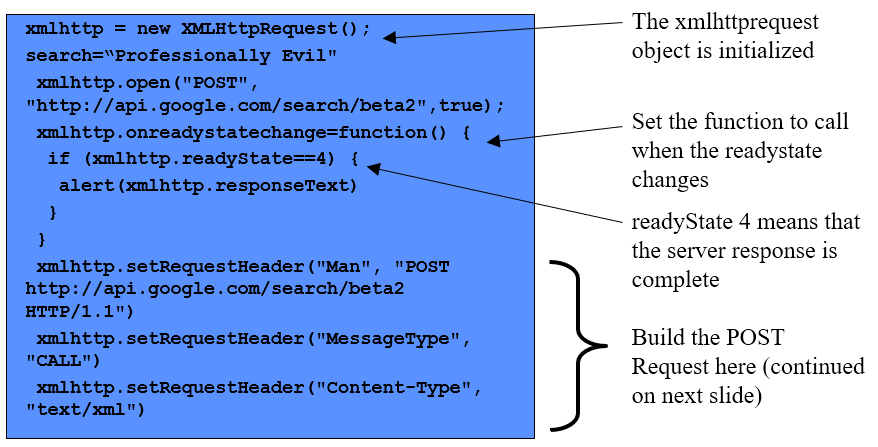 xmlhttp = new XMLHttpRequest();
search=“Professionally Evil"
xmlhttp.open("POST",
"http://api.google.com/search/beta2",true);
xmlhttp.onreadystatechange=function() {
if (xmlhttp.readyState==4) {
alert(xmlhttp.responseText)
}
}
xmlhttp.setRequestHeader("Man", "POST
http://api.google.com/search/beta2
HTTP/1.1")
xmlhttp.setRequestHeader("MessageType",
"CALL")
xmlhttp.setRequestHeader("Content-Type",
"text/xml")
The xmlhttprequest
object is initialized
Set the function to call
when the readystate
changes
readyState 4 means that
the server response is
complete
Build the POST
Request here (continued
on next slide)